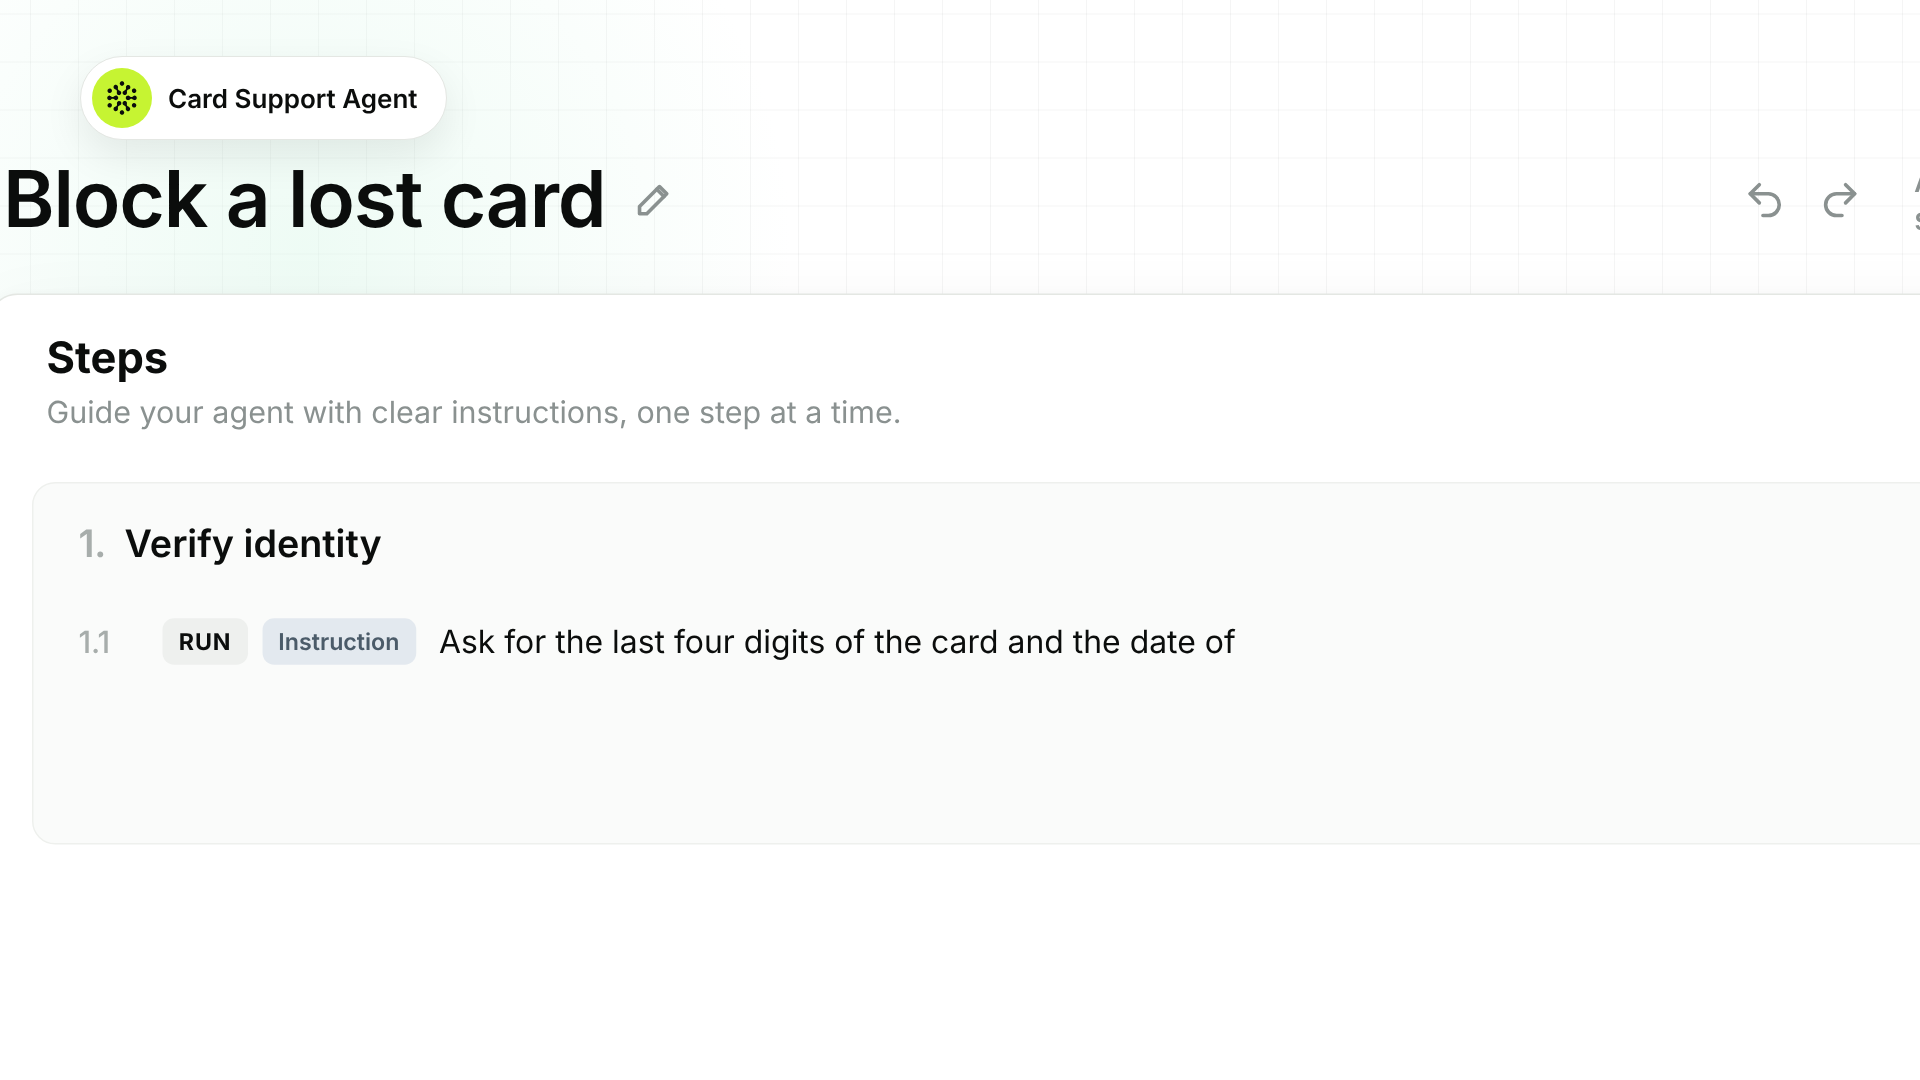 Card Support Agent
Block a lost card
Steps
Guide your agent with clear instructions, one step at a time.
1. Verify identity
1.1 RUN Instruction Ask for the last four digits of the card and the date of